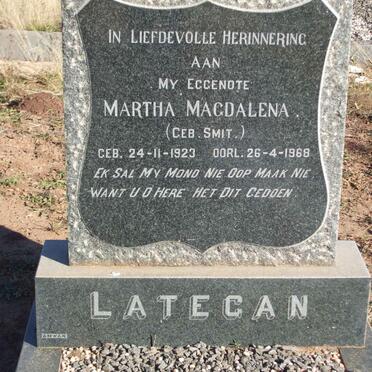 IN LIEFDEVOLLE HERINNERING
AAN
MY EGGENOTE
MARTHA MAGDALENA.
(GEB. SMIT.)
GEB. 24-11-1923 OORL. 26-4-1968
EK SAL MY MOND NIE OOP MAAK NIE
WANT U O HERE HET DIT GEDOEN
LATEGAN